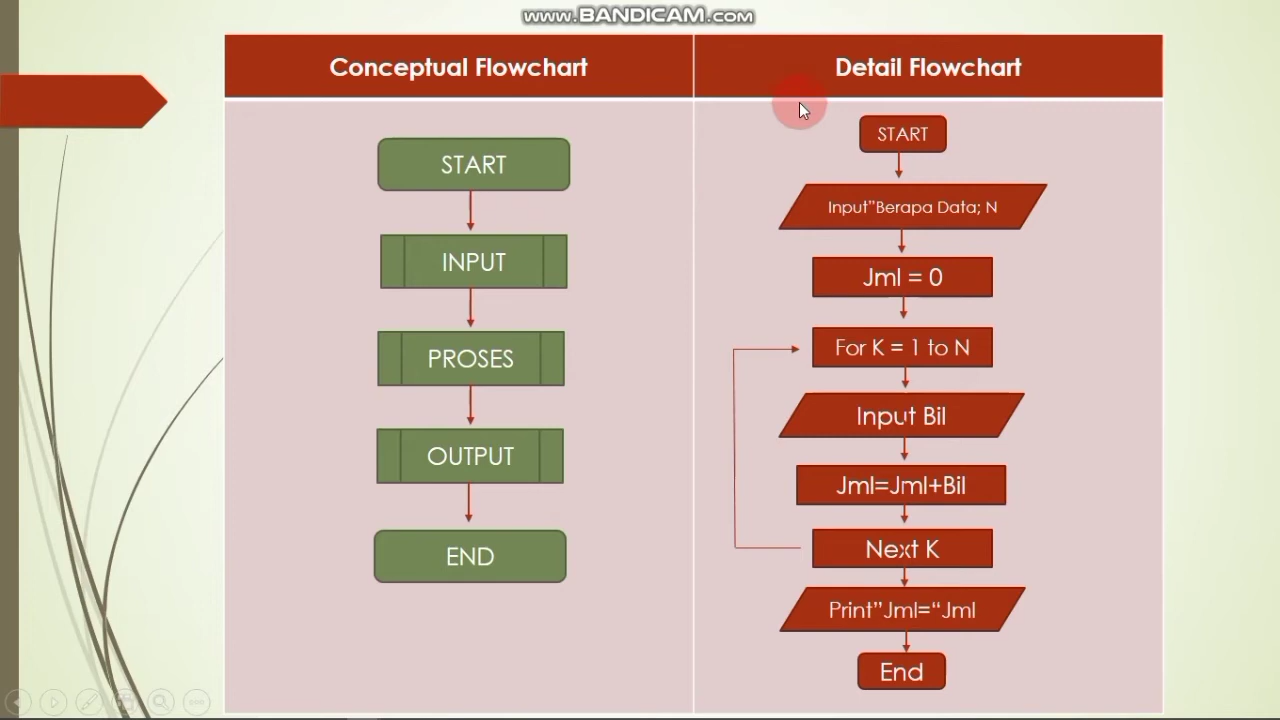 www.BANDICAM.com
Conceptual Flowchart
Detail Flowchart
START
INPUT
PROSES
OUTPUT
END
START
Input”Berapa Data; N
Jml = 0
For K = 1 to N
Input Bil
Jml=Jml+Bil
Next K
Print”Jml=“Jml
End